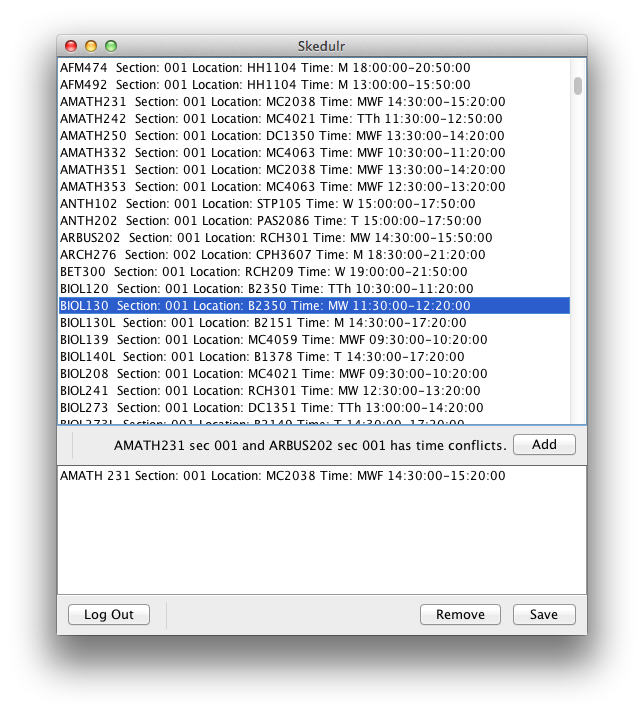 Skedulr
AFM474 Section: 001 Location: HH1104 Time: M 18:00:00-20:50:00
AFM492 Section: 001 Location: HH1104 Time: M 13:00:00-15:50:00
AMATH231 Section: 001 Location: MC2038 Time: MWF 14:30:00-15:20:00
AMATH242 Section: 001 Location: MC4021 Time: TTh 11:30:00-12:50:00
AMATH250 Section: 001 Location: DC1350 Time: MWF 13:30:00-14:20:00
AMATH332 Section: 001 Location: MC4063 Time: MWF 10:30:00-11:20:00
AMATH351 Section: 001 Location: MC2038 Time: MWF 13:30:00-14:20:00
AMATH353 Section: 001 Location: MC4063 Time: MWF 12:30:00-13:20:00
ANTH102 Section: 001 Location: STP105 Time: W 15:00:00-17:50:00
ANTH202 Section: 001 Location: PAS2086 Time: T 15:00:00-17:50:00
ARBUS202 Section: 001 Location: RCH301 Time: MW 14:30:00-15:50:00
ARCH276 Section: 002 Location: CPH3607 Time: M 18:30:00-21:20:00
BET300 Section: 001 Location: RCH209 Time: W 19:00:00-21:50:00
BIOL120 Section: 001 Location: B2350 Time: TTh 10:30:00-11:20:00
BIOL130 Section: 001 Location: B2350 Time: MW 11:30:00-12:20:00
BIOL130L Section: 001 Location: B2151 Time: M 14:30:00-17:20:00
BIOL139 Section: 001 Location: MC4059 Time: MWF 09:30:00-10:20:00
BIOL140L Section: 001 Location: B1378 Time: T 14:30:00-17:20:00
BIOL208 Section: 001 Location: MC4021 Time: MWF 09:30:00-10:20:00
BIOL241 Section: 001 Location: RCH301 Time: MW 12:30:00-13:20:00
BIOL273 Section: 001 Location: DC1351 Time: TTh 13:00:00-14:20:00
BIOL273L Section: 001 Location: B2149 Time: T 14:30:00-17:20:00
AMATH231 sec 001 and ARBUS202 sec 001 has time conflicts.
Add
AMATH 231 Section: 001 Location: MC2038 Time: MWF 14:30:00-15:20:00
Log Out
Remove
Save